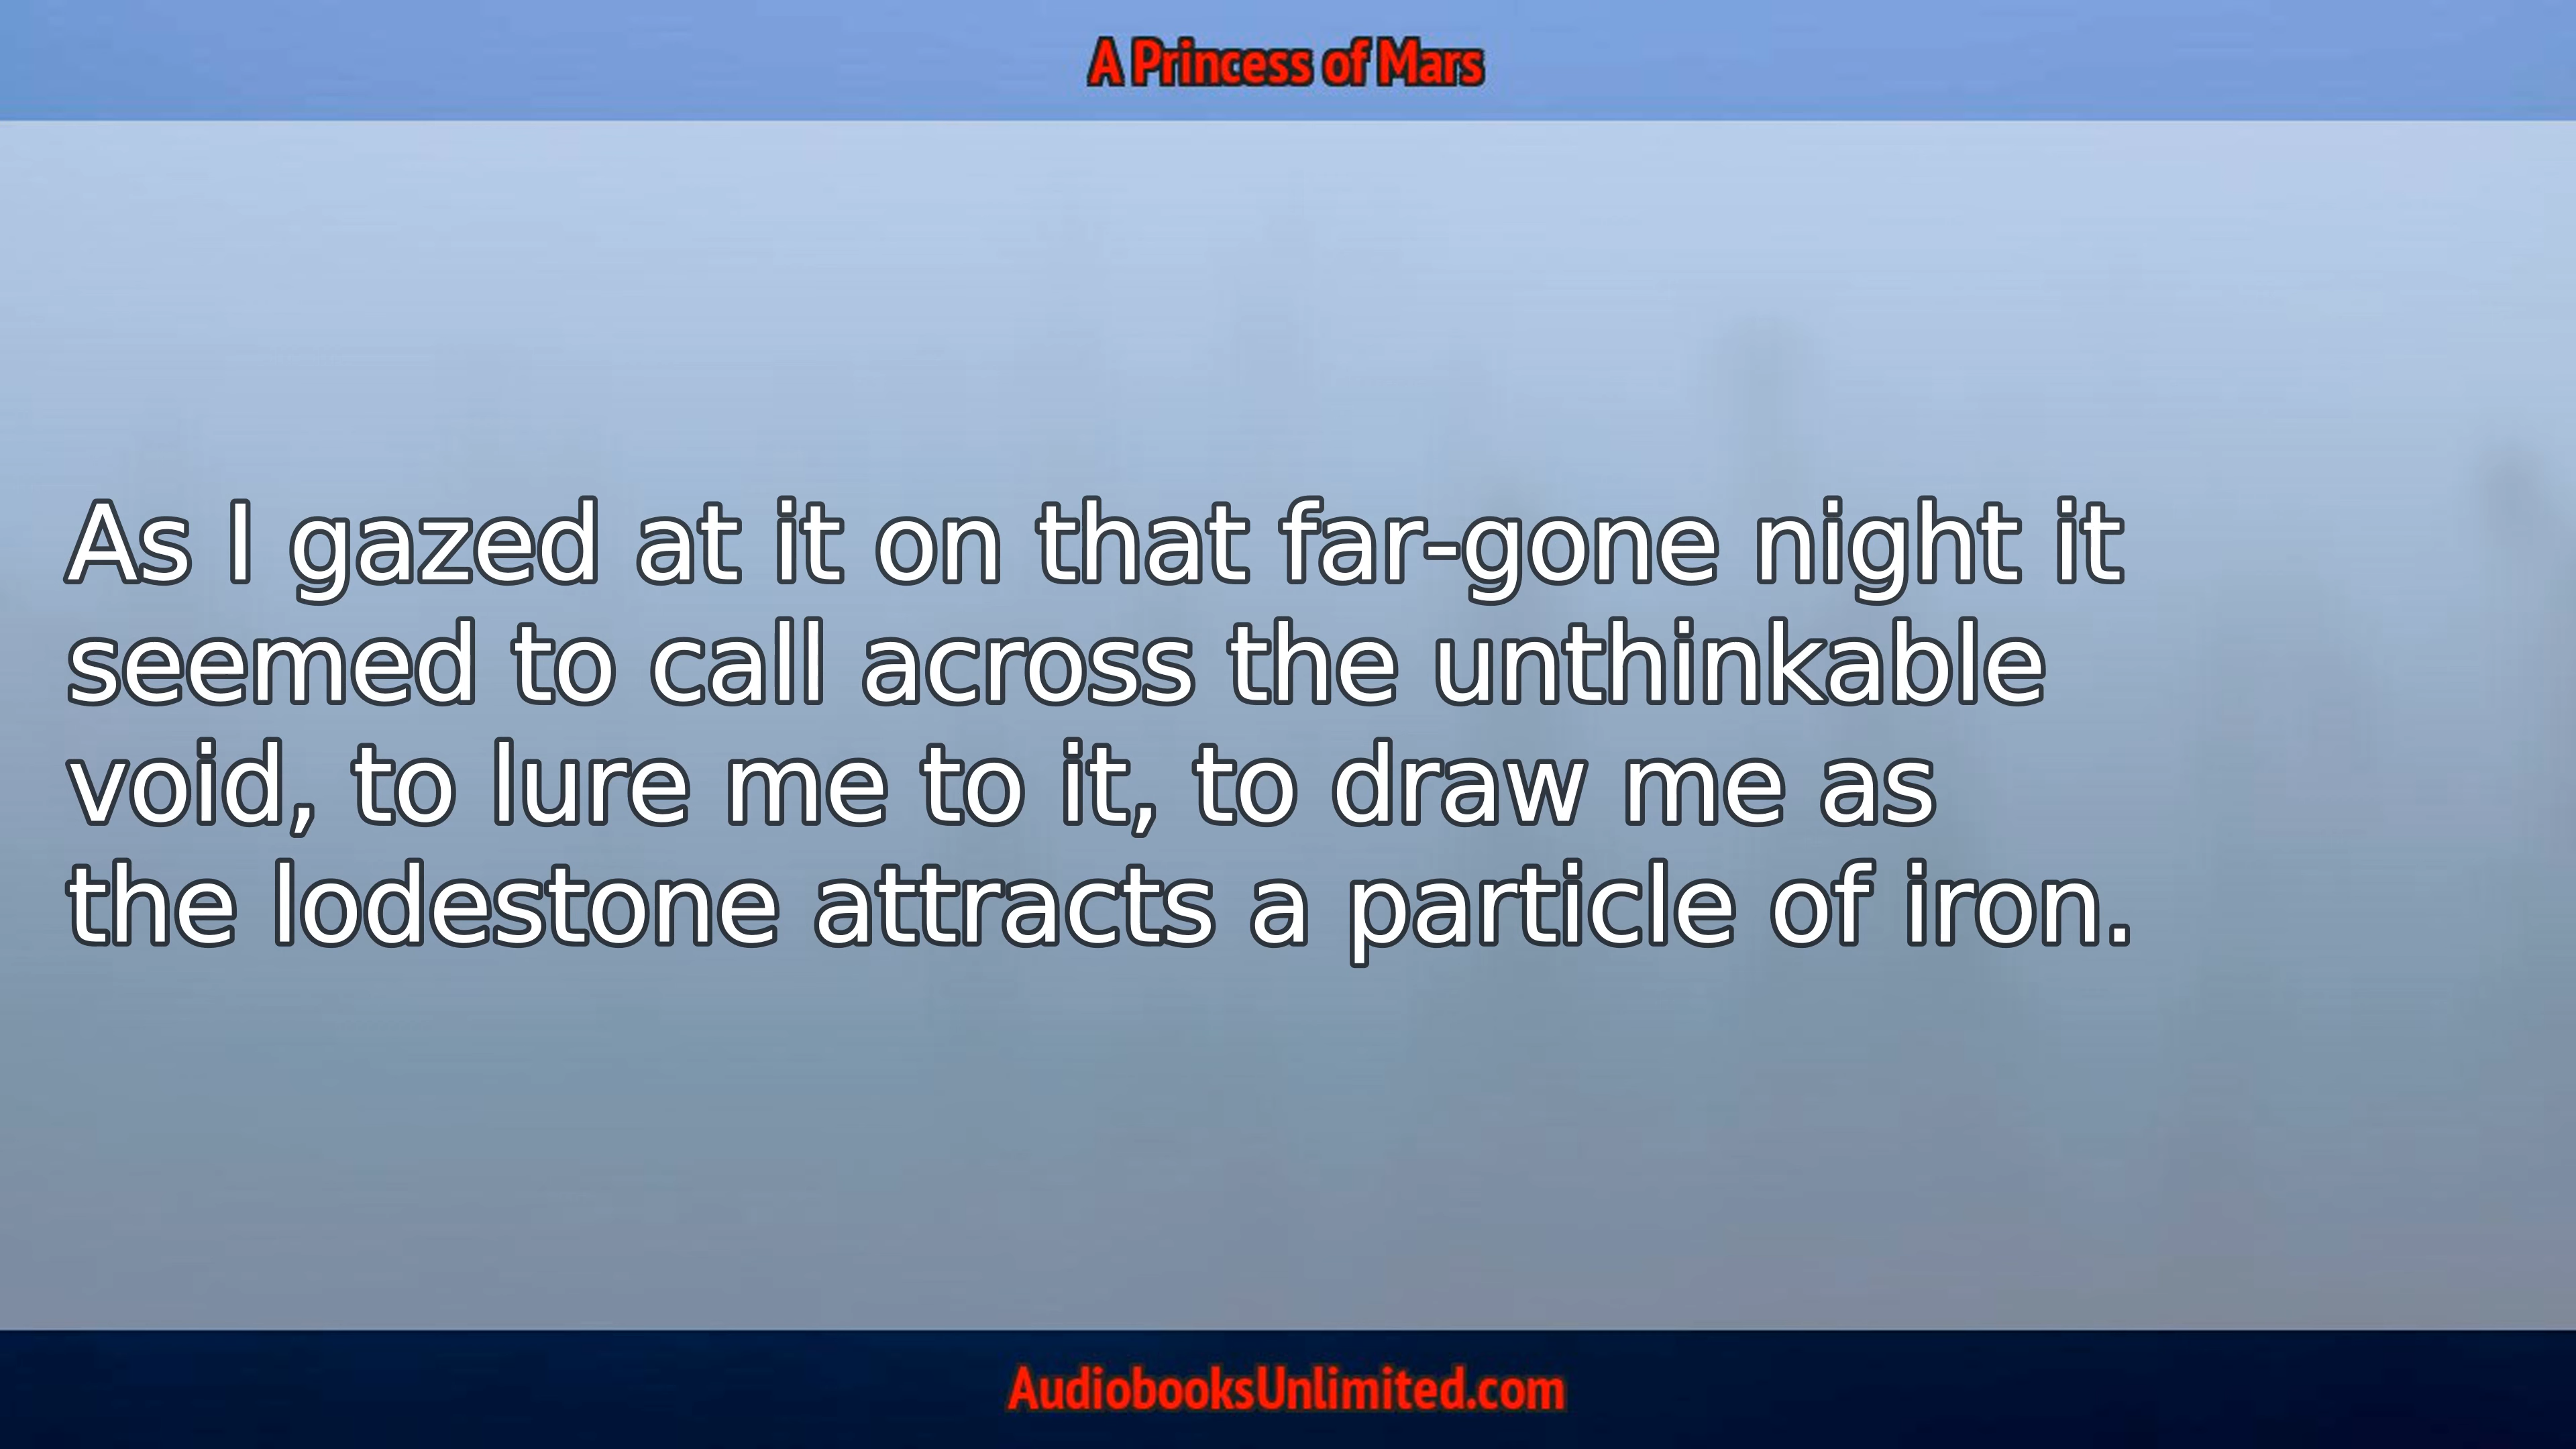 A Princess of Mars
As I gazed at it on that far-gone night it
seemed to call across the unthinkable
void, to lure me to it, to draw me as
the lodestone attracts a particle of iron.
AudiobooksUnlimited.com